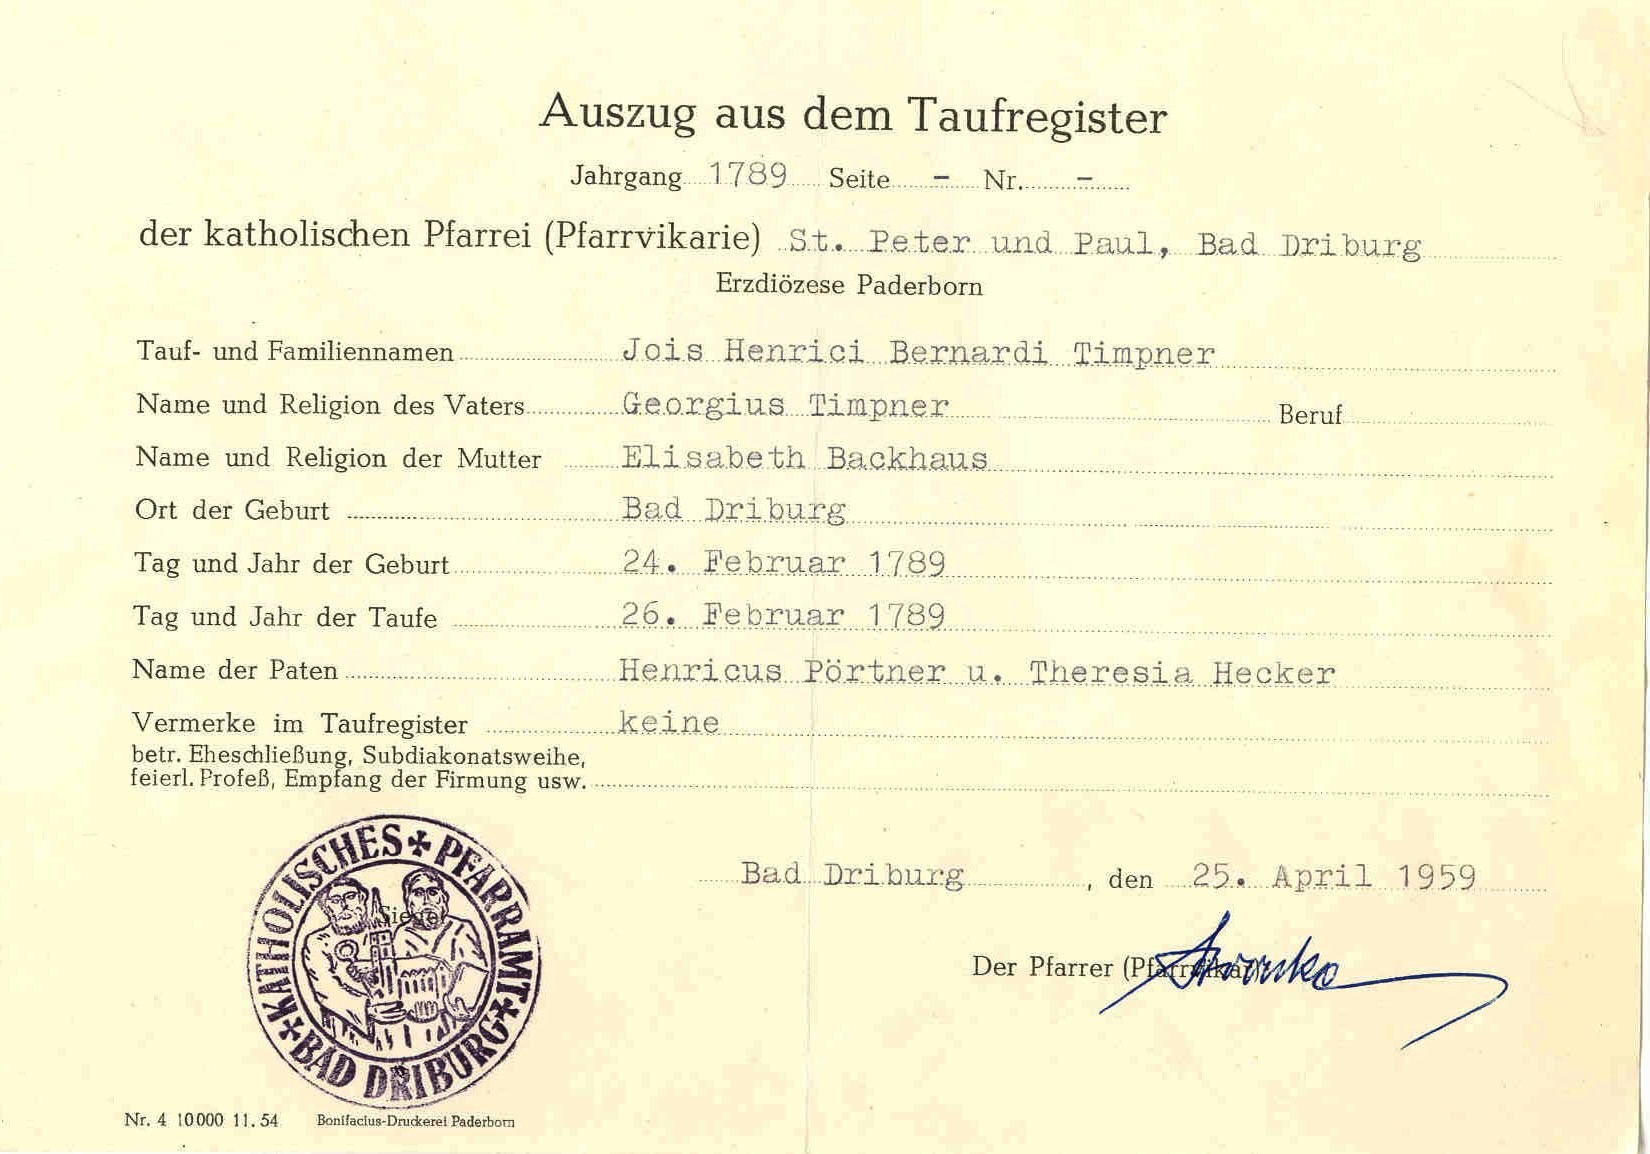 Auszug aus dem Taufregister
Jahrgang 1789 Seite - Nr. -
der katholischen Pfarrei (Pfarrvikarie) St. Peter und Paul, Bad Driburg
Erzdiözese Paderborn
Tauf- und Familiennamen Jois Henrici Bernardi Timpner
Name und Religion des Vaters Georgius Timpner Beruf
Name und Religion der Mutter Elisabeth Backhaus
Ort der Geburt Bad Driburg
Tag und Jahr der Geburt 24. Februar 1789
Tag und Jahr der Taufe 26. Februar 1789
Name der Paten Henricus Pörtner u. Theresia Hecker
Vermerke im Taufregister keine
betr. Eheschließung, Subdiakonatsweihe,
feierl. Profeß, Empfang der Firmung usw.
KATHOLISCHES PFARRAMT
BAD DRIBURG
Siegel
Bad Driburg, den 25. April 1959
Der Pfarrer (Pfarrvikar)
Nr. 4 10000 11.54 Bonifacius-Druckerei Paderborn